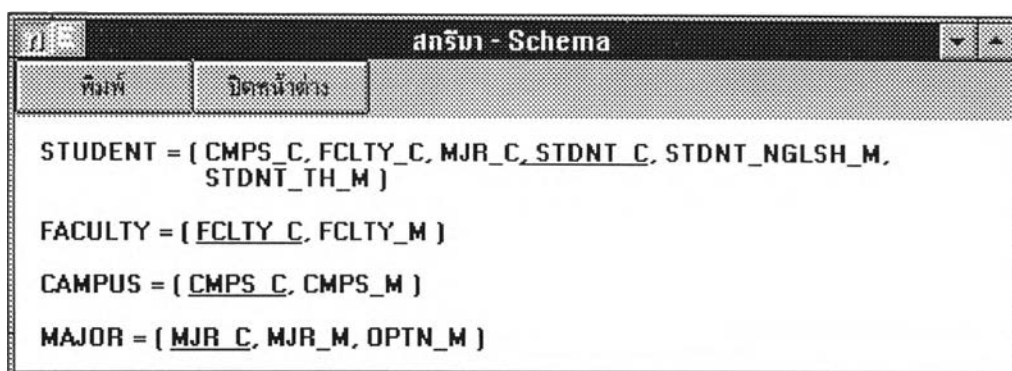 สกรีมา - Schema
พิมพ์ ปิดหน้าต่าง
STUDENT = ( CMPS_C, FCLTY_C, MJR_C, STDNT_C, STDNT_NGLSH_M,
STDNT_TH_M )
FACULTY = ( FCLTY_C, FCLTY_M )
CAMPUS = ( CMPS_C, CMPS_M )
MAJOR = ( MJR_C, MJR_M, OPTN_M )